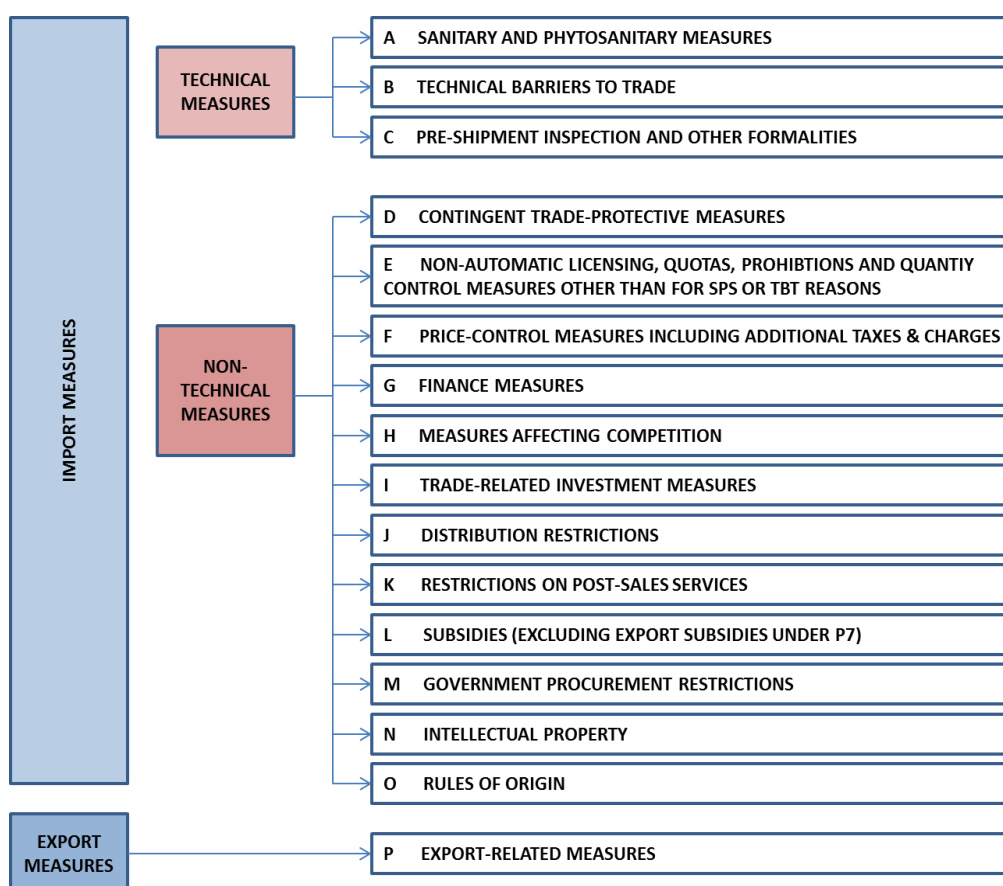 IMPORT MEASURES
TECHNICAL
MEASURES
A SANITARY AND PHYTOSANITARY MEASURES
B TECHNICAL BARRIERS TO TRADE
C PRE-SHIPMENT INSPECTION AND OTHER FORMALITIES
NON-
TECHNICAL
MEASURES
D CONTINGENT TRADE-PROTECTIVE MEASURES
E NON-AUTOMATIC LICENSING, QUOTAS, PROHIBTIONS AND QUANTIY
CONTROL MEASURES OTHER THAN FOR SPS OR TBT REASONS
F PRICE-CONTROL MEASURES INCLUDING ADDITIONAL TAXES & CHARGES
G FINANCE MEASURES
H MEASURES AFFECTING COMPETITION
I TRADE-RELATED INVESTMENT MEASURES
J DISTRIBUTION RESTRICTIONS
K RESTRICTIONS ON POST-SALES SERVICES
L SUBSIDIES (EXCLUDING EXPORT SUBSIDIES UNDER P7)
M GOVERNMENT PROCUREMENT RESTRICTIONS
N INTELLECTUAL PROPERTY
O RULES OF ORIGIN
EXPORT
MEASURES
P EXPORT-RELATED MEASURES